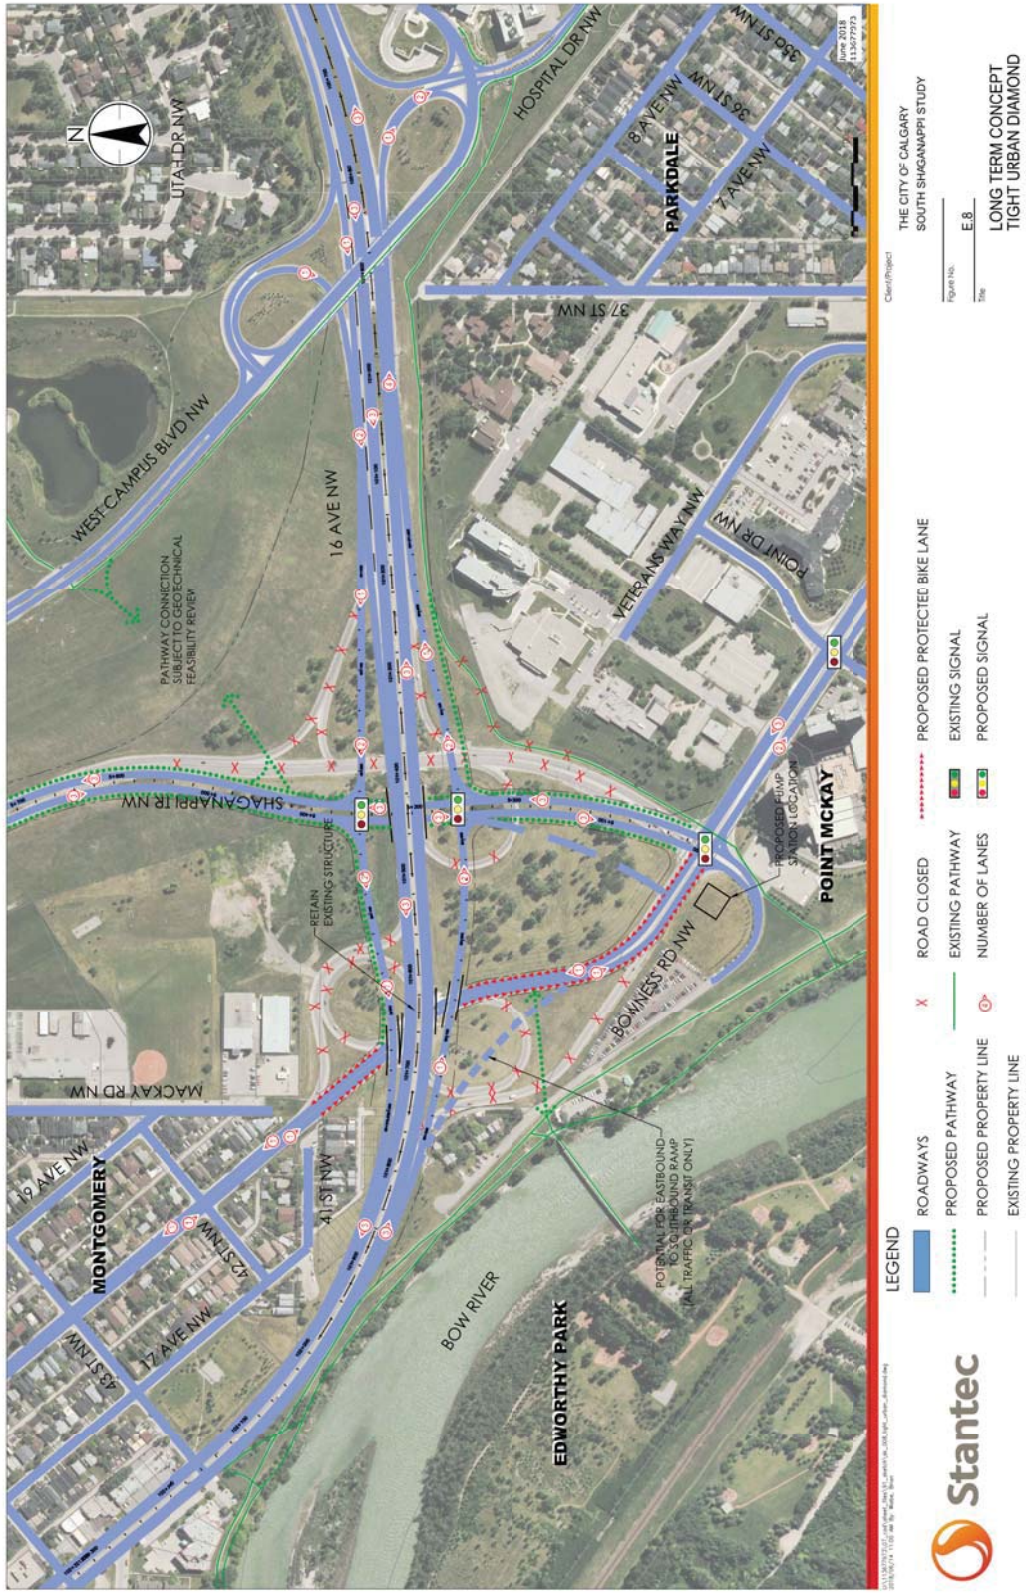 N
UTAH DR NW
HOSPITAL DR NW
35a ST NW
36 ST NW
8 AVE NW
7 AVE NW
PARKDALE
37 ST NW
WEST CAMPUS BLVD NW
16 AVE NW
PATHWAY CONNECTION
SUBJECT TO GEOTECHNICAL
FEASIBILITY REVIEW
VETERANS WAY NW
POINT DR NW
SHAGANAPPI TR NW
RETAIN
EXISTING STRUCTURE
PROPOSED PUMP
STATION LOCATION
POINT MCKAY
BOWNESS RD NW
MACKAY RD NW
19 AVE NW
MONTGOMERY
41 ST NW
42 ST NW
17 AVE NW
43 ST NW
POTENTIAL FOR EASTBOUND
TO SOUTHBOUND RAMP
(ALL TRAFFIC OR TRANSIT ONLY)
BOW RIVER
EDWORTHY PARK
June 2018
113677373
Stantec
LEGEND
ROADWAYS
PROPOSED PATHWAY
PROPOSED PROPERTY LINE
EXISTING PROPERTY LINE
ROAD CLOSED
EXISTING PATHWAY
NUMBER OF LANES
PROPOSED PROTECTED BIKE LANE
EXISTING SIGNAL
PROPOSED SIGNAL
Client/Project
THE CITY OF CALGARY
SOUTH SHAGANAPPI STUDY
Figure No.
E.8
Title
LONG TERM CONCEPT
TIGHT URBAN DIAMOND